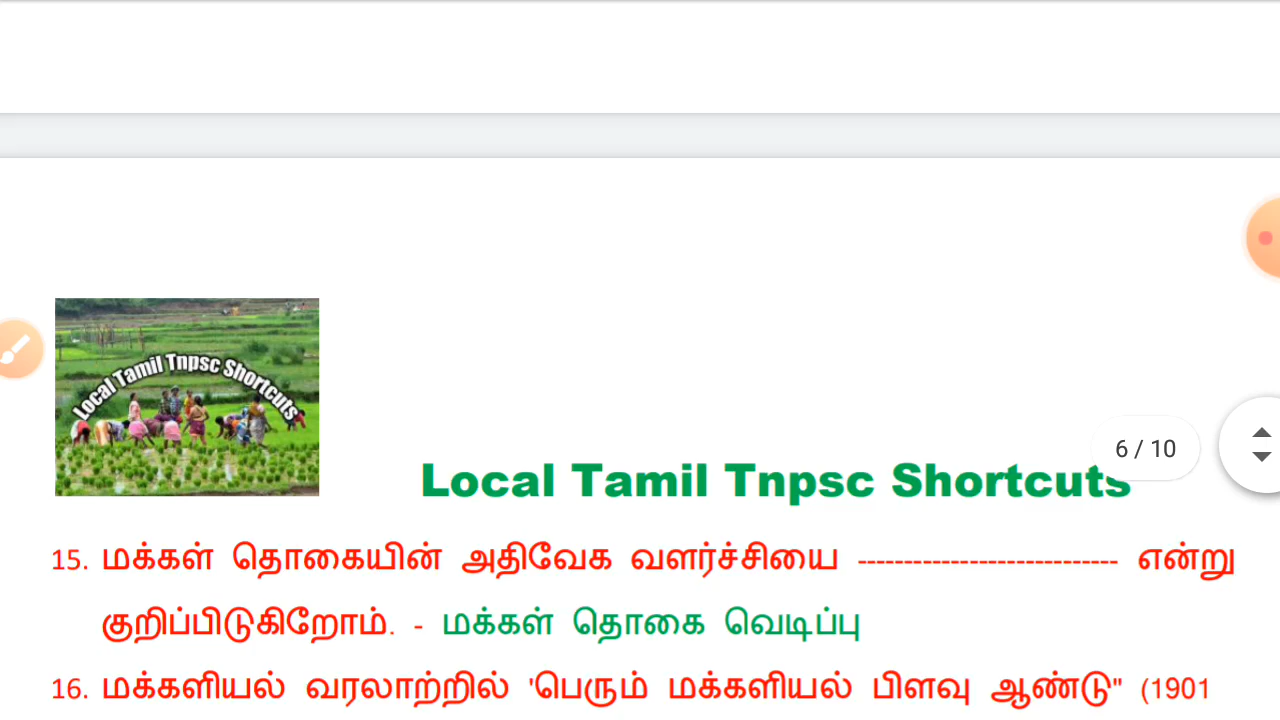 Local Tamil Tnpsc Shortcuts
6 / 10
Local Tamil Tnpsc Shortcuts
15. மக்கள் தொகையின் அதிவேக வளர்ச்சியை ---------------------------- என்று
குறிப்பிடுகிறோம். - மக்கள் தொகை வெடிப்பு
16. மக்களியல் வரலாற்றில் 'பெரும் மக்களியல் பிளவு ஆண்டு" (1901